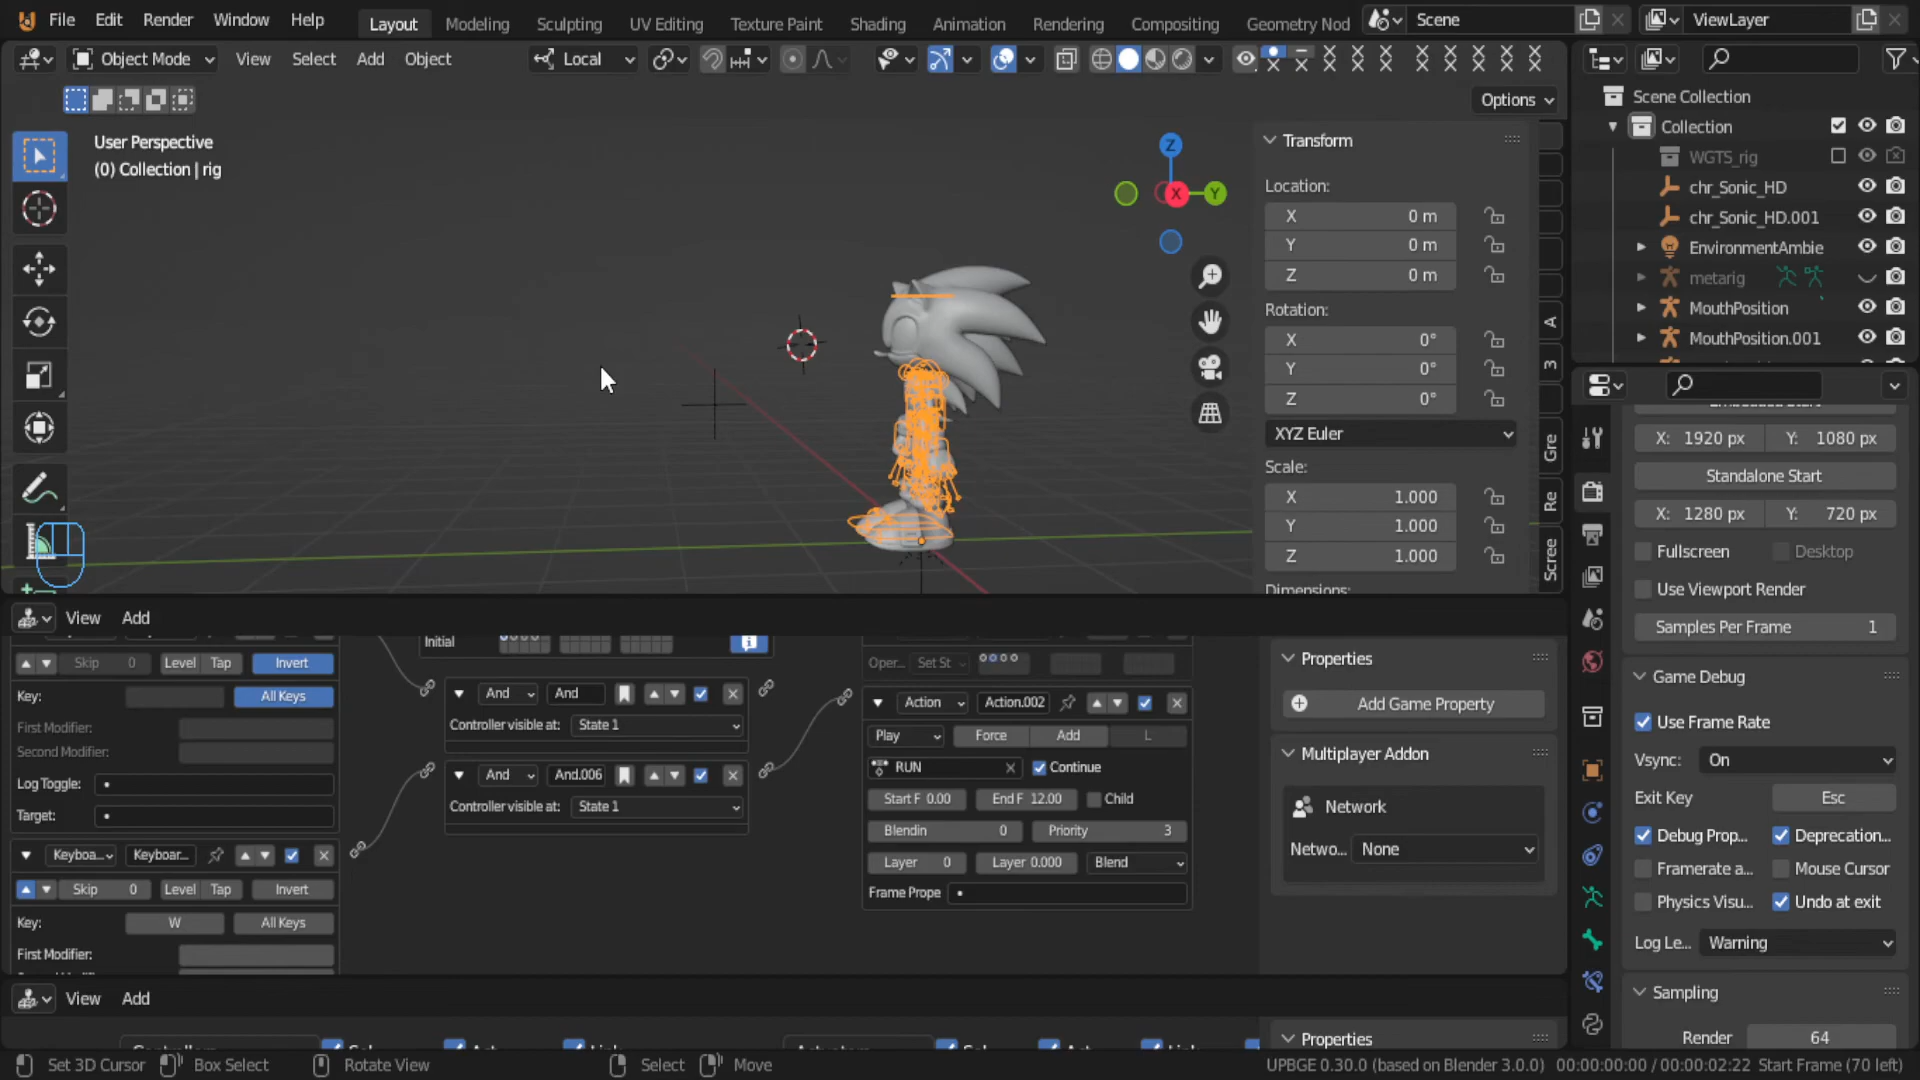 File Edit Render Window Help Layout Modeling Sculpting UV Editing Texture Paint Shading Animation Rendering Compositing Geometry Nod Scene ViewLayer
Object Mode View Select Add Object Local
Options
User Perspective
(0) Collection | rig
Z
X
Y
Transform
Location:
X 0 m
Y 0 m
Z 0 m
Rotation:
X 0°
Y 0°
Z 0°
XYZ Euler
Scale:
X 1.000
Y 1.000
Z 1.000
Dimensions:
A
3
Gre
Re
Scree
Scene Collection
Collection
WGTS_rig
chr_Sonic_HD
chr_Sonic_HD.001
EnvironmentAmbie
metarig
MouthPosition
MouthPosition.001
X: 1920 px Y: 1080 px
Standalone Start
X: 1280 px Y: 720 px
Fullscreen Desktop
Use Viewport Render
Samples Per Frame 1
Game Debug
Use Frame Rate
Vsync: On
Exit Key Esc
Debug Prop... Deprecation...
Framerate a... Mouse Cursor
Physics Visu... Undo at exit
Log Le... Warning
Sampling
Render 64
View Add
Skip 0 Level Tap Invert
Key: All Keys
First Modifier:
Second Modifier:
Log Toggle:
Target:
Keyboa... Keyboar...
Skip 0 Level Tap Invert
Key: W All Keys
First Modifier:
Initial
And And
Controller visible at: State 1
And And.006
Controller visible at: State 1
Oper... Set St
Action Action.002
Play Force Add L
RUN Continue
Start F 0.00 End F 12.00 Child
Blendin 0 Priority 3
Layer 0 Layer 0.000 Blend
Frame Prope
Properties
Add Game Property
Multiplayer Addon
Network
Netwo... None
View Add
Properties
Set 3D Cursor Box Select Rotate View Select Move UPBGE 0.30.0 (based on Blender 3.0.0) 00:00:00:00 / 00:00:02:22 Start Frame (70 left)